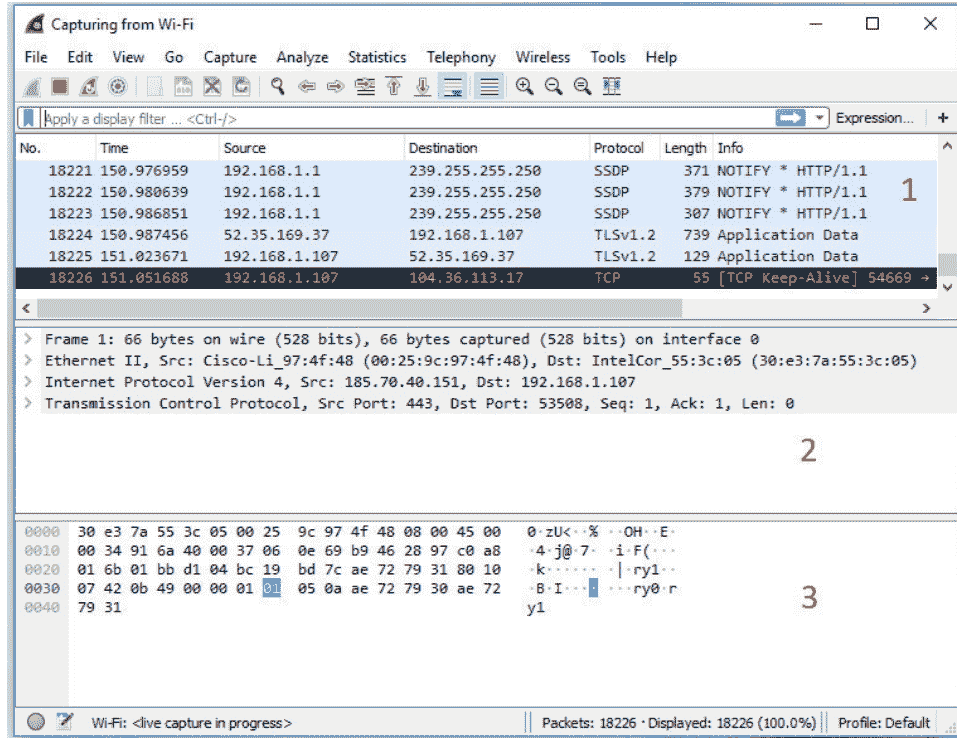 Capturing from Wi-Fi
File Edit View Go Capture Analyze Statistics Telephony Wireless Tools Help
Apply a display filter ... <Ctrl-/> Expression... +
No. Time Source Destination Protocol Length Info
18221 150.976959 192.168.1.1 239.255.255.250 SSDP 371 NOTIFY * HTTP/1.1
18222 150.980639 192.168.1.1 239.255.255.250 SSDP 379 NOTIFY * HTTP/1.1
1
18223 150.986851 192.168.1.1 239.255.255.250 SSDP 307 NOTIFY * HTTP/1.1
18224 150.987456 52.35.169.37 192.168.1.107 TLSv1.2 739 Application Data
18225 151.023671 192.168.1.107 52.35.169.37 TLSv1.2 129 Application Data
18226 151.051688 192.168.1.107 104.36.113.17 TCP 55 [TCP Keep-Alive] 54669 →
> Frame 1: 66 bytes on wire (528 bits), 66 bytes captured (528 bits) on interface 0
> Ethernet II, Src: Cisco-Li_97:4f:48 (00:25:9c:97:4f:48), Dst: IntelCor_55:3c:05 (30:e3:7a:55:3c:05)
> Internet Protocol Version 4, Src: 185.70.40.151, Dst: 192.168.1.107
> Transmission Control Protocol, Src Port: 443, Dst Port: 53508, Seq: 1, Ack: 1, Len: 0
2
0000 30 e3 7a 55 3c 05 00 25 9c 97 4f 48 08 00 45 00 0·zU<··% ··OH··E·
0010 00 34 91 6a 40 00 37 06 0e 69 b9 46 28 97 c0 a8 ·4·j@·7· ·i·F(···
0020 01 6b 01 bb d1 04 bc 19 bd 7c ae 72 79 31 80 10 ·k······ ·|·ry1··
0030 07 42 0b 49 00 00 01 01 05 0a ae 72 79 30 ae 72 ·B·I···· ···ry0·r
0040 79 31 y1
3
Wi-Fi: <live capture in progress> Packets: 18226 · Displayed: 18226 (100.0%) Profile: Default